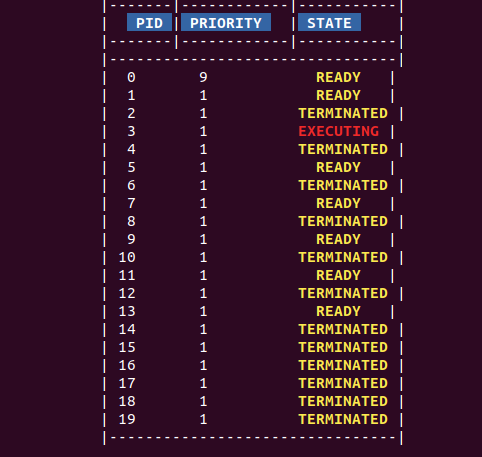 |-------|------------|-----------|
|  PID  | PRIORITY   | STATE     |
|-------|------------|-----------|
|--------------------------------|
|  0       9            READY   |
|  1       1            READY   |
|  2       1          TERMINATED |
|  3       1          EXECUTING |
|  4       1          TERMINATED |
|  5       1            READY   |
|  6       1          TERMINATED |
|  7       1            READY   |
|  8       1          TERMINATED |
|  9       1            READY   |
| 10       1          TERMINATED |
| 11       1            READY   |
| 12       1          TERMINATED |
| 13       1            READY   |
| 14       1          TERMINATED |
| 15       1          TERMINATED |
| 16       1          TERMINATED |
| 17       1          TERMINATED |
| 18       1          TERMINATED |
| 19       1          TERMINATED |
|--------------------------------|